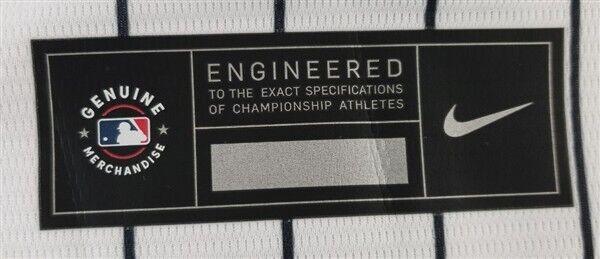 GENUINE
MERCHANDISE
ENGINEERED
TO THE EXACT SPECIFICATIONS
OF CHAMPIONSHIP ATHLETES